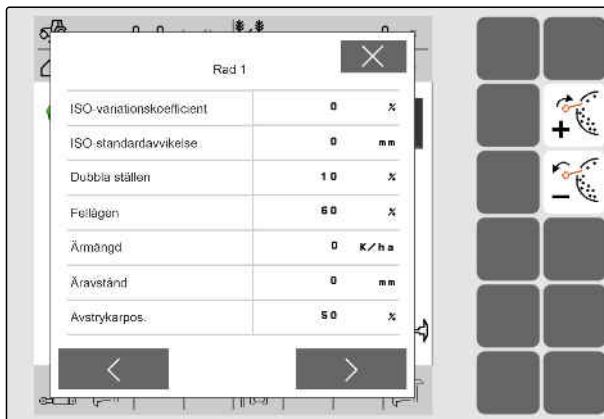 Rad 1
ISO-variationskoefficient 0 %
ISO-standardavvikelse 0 mm
Dubbla ställen 10 %
Fellägen 60 %
Ärmängd 0 K/ha
Äravstånd 0 mm
Avstrykarpos. 50 %